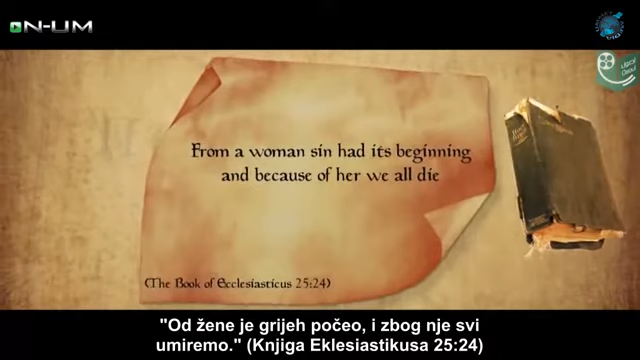 N-UM
From a woman sin had its beginning
and because of her we all die
(The Book of Ecclesiasticus 25:24)
"Od žene je grijeh počeo, i zbog nje svi
umiremo." (Knjiga Eklesiastikusa 25:24)